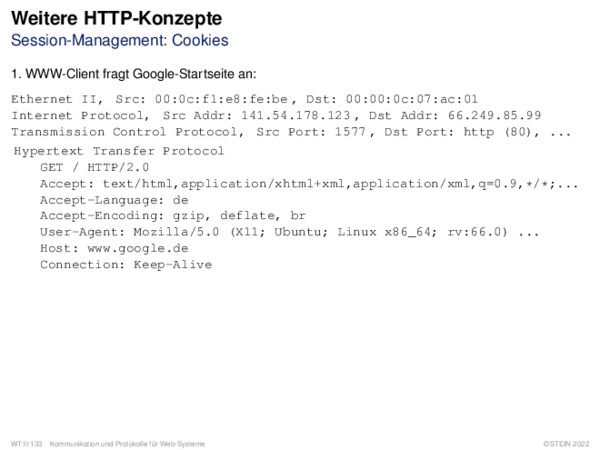 Weitere HTTP-Konzepte
Session-Management: Cookies
1. WWW-Client fragt Google-Startseite an:
Ethernet II, Src: 00:0c:f1:e8:fe:be, Dst: 00:00:0c:07:ac:01
Internet Protocol, Src Addr: 141.54.178.123, Dst Addr: 66.249.85.99
Transmission Control Protocol, Src Port: 1577, Dst Port: http (80), ...
Hypertext Transfer Protocol
GET / HTTP/2.0
Accept: text/html,application/xhtml+xml,application/xml,q=0.9,*/*;...
Accept-Language: de
Accept-Encoding: gzip, deflate, br
User-Agent: Mozilla/5.0 (X11; Ubuntu; Linux x86_64; rv:66.0) ...
Host: www.google.de
Connection: Keep-Alive
WT:II-133 Kommunikation und Protokolle für Web-Systeme ©STEIN 2022